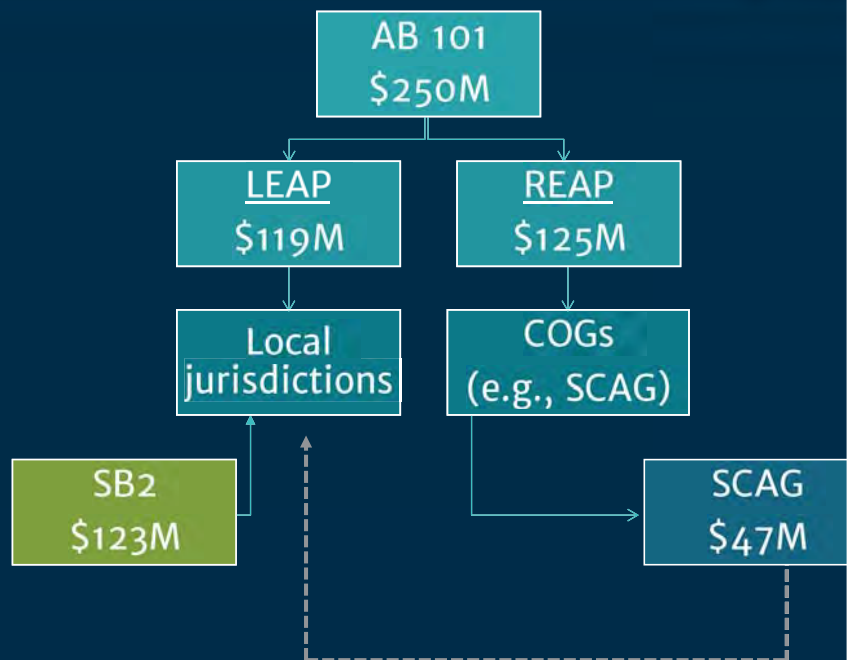 AB 101
$250M
LEAP
$119M
REAP
$125M
Local
jurisdictions
COGs
(e.g., SCAG)
SB2
$123M
SCAG
$47M